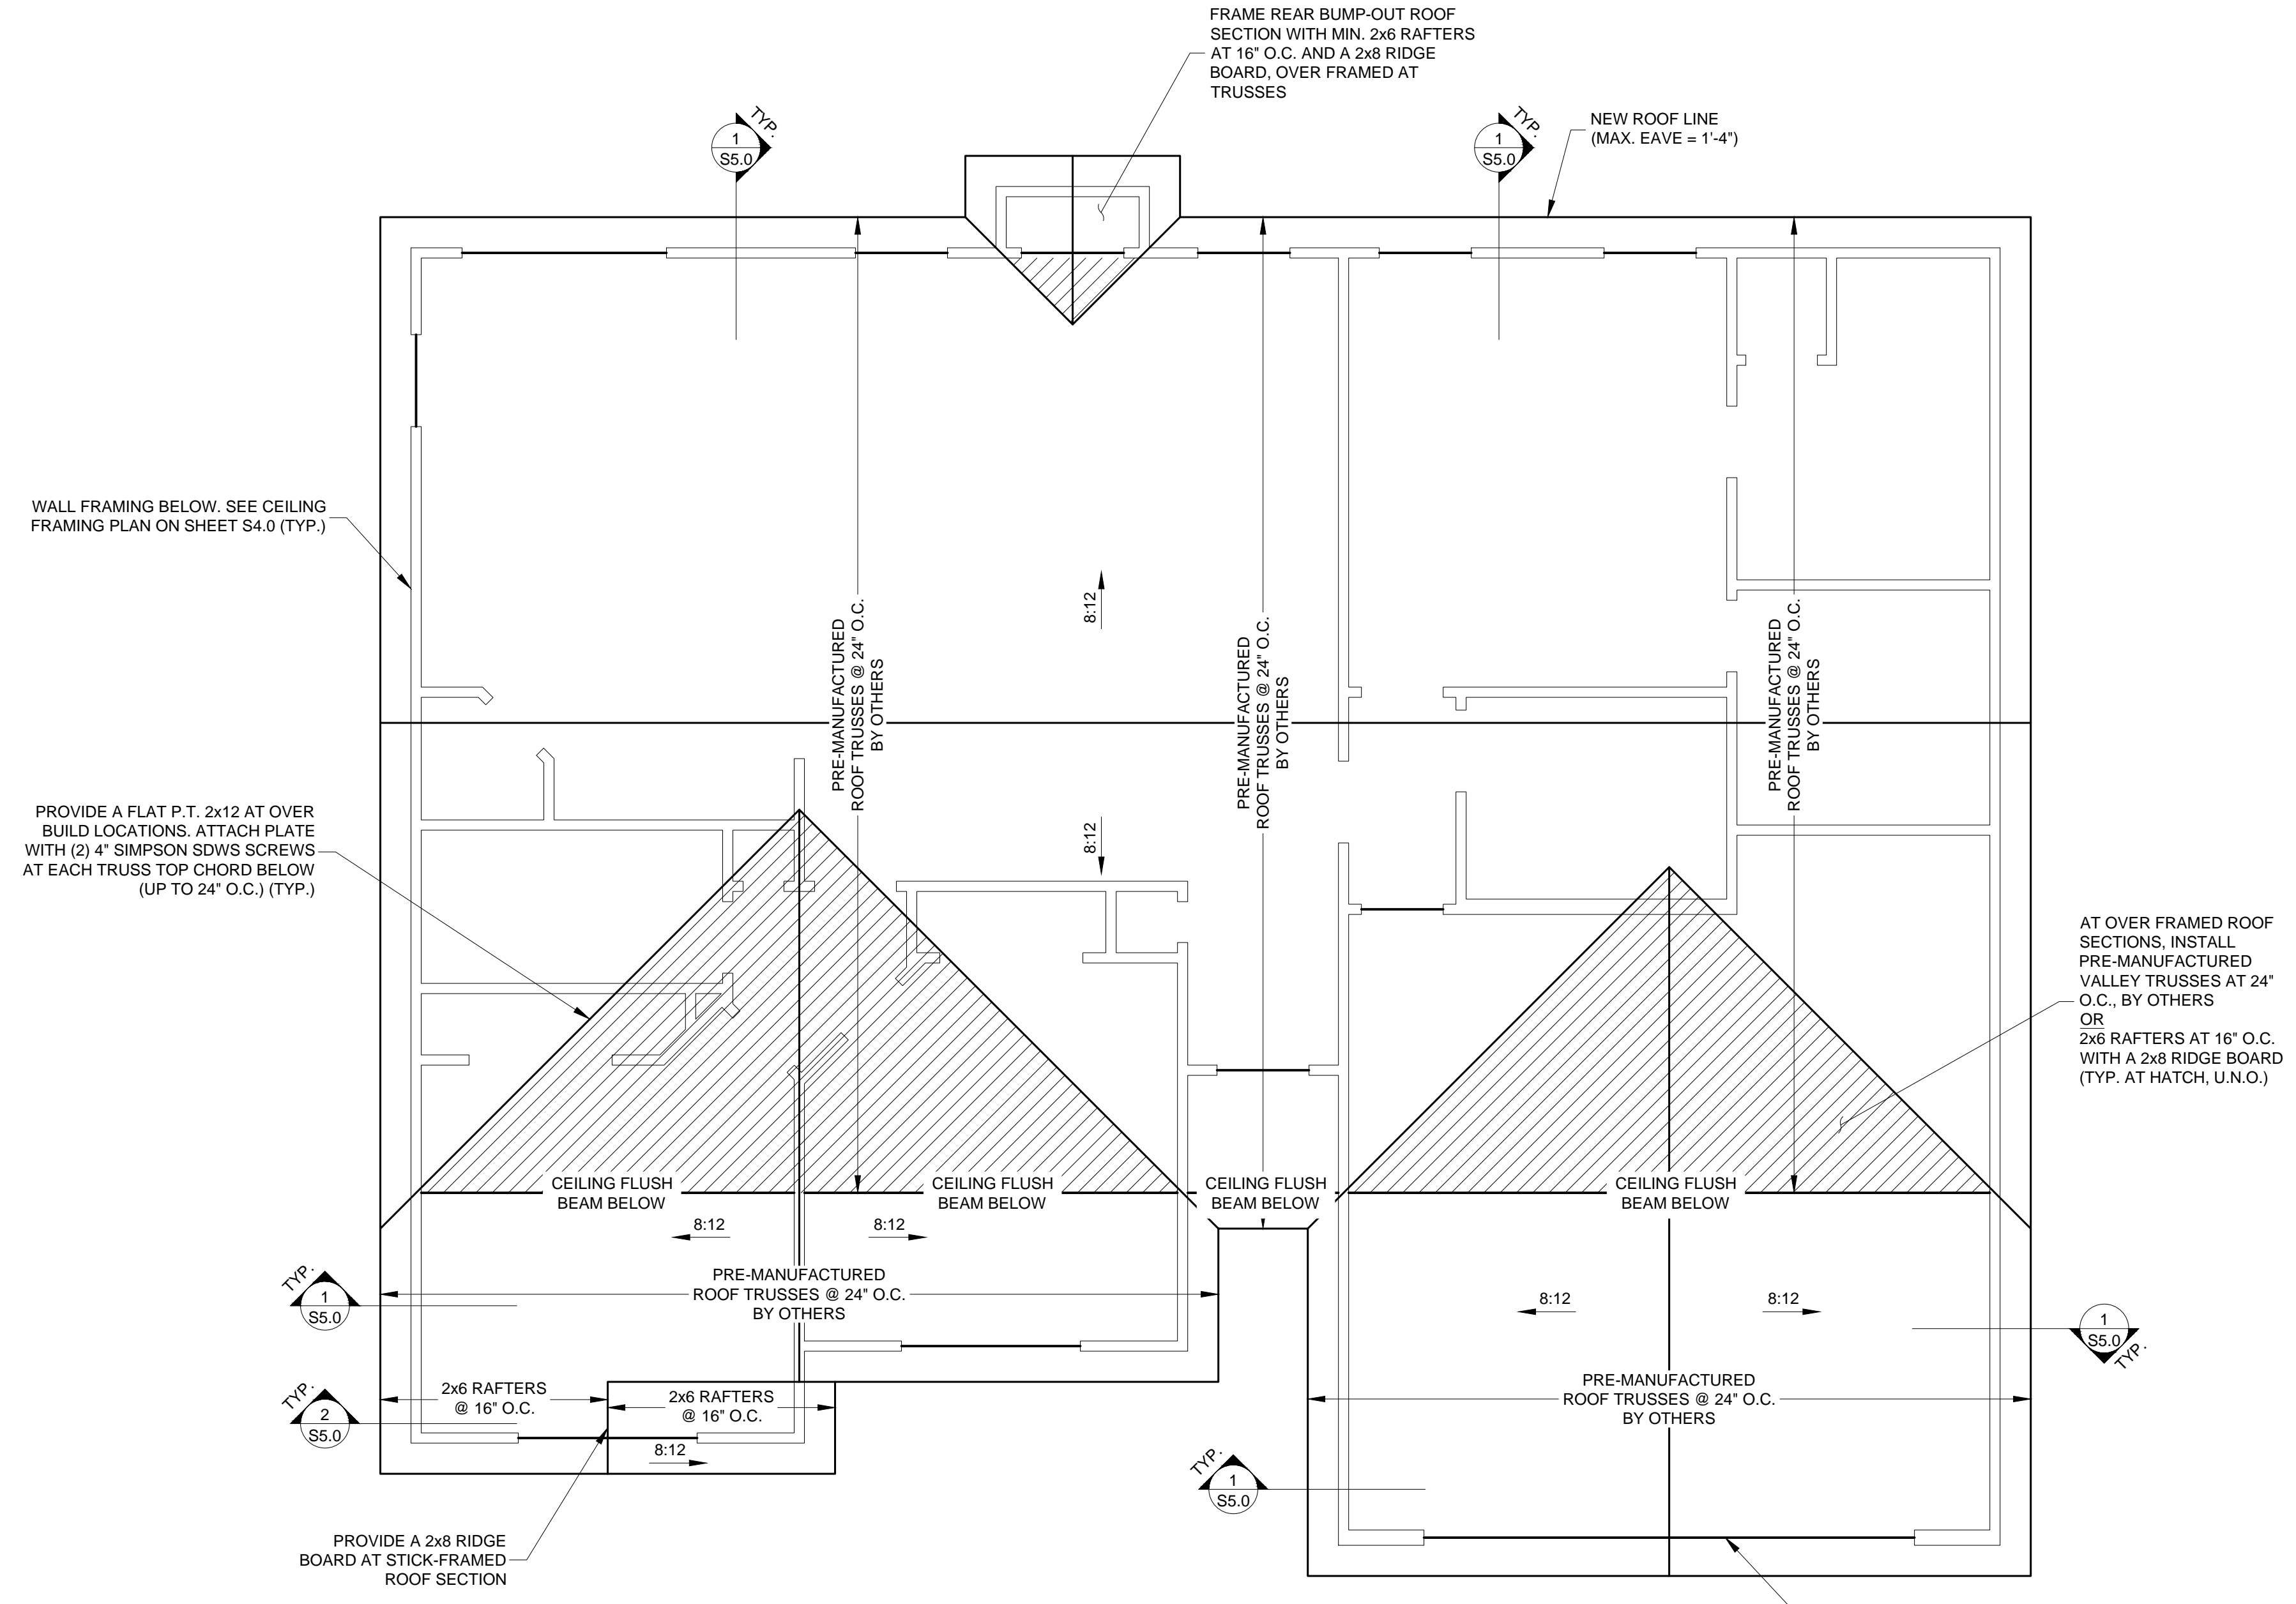 FRAME REAR BUMP-OUT ROOF
SECTION WITH MIN. 2x6 RAFTERS
AT 16" O.C. AND A 2x8 RIDGE
BOARD, OVER FRAMED AT
TRUSSES
TYP.
1
S5.0
TYP.
1
S5.0
NEW ROOF LINE
(MAX. EAVE = 1'-4")
WALL FRAMING BELOW. SEE CEILING
FRAMING PLAN ON SHEET S4.0 (TYP.)
8:12
PRE-MANUFACTURED
ROOF TRUSSES @ 24" O.C.
BY OTHERS
PRE-MANUFACTURED
ROOF TRUSSES @ 24" O.C.
BY OTHERS
PRE-MANUFACTURED
ROOF TRUSSES @ 24" O.C.
BY OTHERS
8:12
PROVIDE A FLAT P.T. 2x12 AT OVER
BUILD LOCATIONS. ATTACH PLATE
WITH (2) 4" SIMPSON SDWS SCREWS
AT EACH TRUSS TOP CHORD BELOW
(UP TO 24" O.C.) (TYP.)
AT OVER FRAMED ROOF
SECTIONS, INSTALL
PRE-MANUFACTURED
VALLEY TRUSSES AT 24"
O.C., BY OTHERS
OR
2x6 RAFTERS AT 16" O.C.
WITH A 2x8 RIDGE BOARD
(TYP. AT HATCH, U.N.O.)
CEILING FLUSH
BEAM BELOW
CEILING FLUSH
BEAM BELOW
CEILING FLUSH
BEAM BELOW
CEILING FLUSH
BEAM BELOW
8:12
8:12
TYP.
1
S5.0
PRE-MANUFACTURED
ROOF TRUSSES @ 24" O.C.
BY OTHERS
8:12
8:12
1
S5.0
TYP.
TYP.
2
S5.0
2x6 RAFTERS
@ 16" O.C.
2x6 RAFTERS
@ 16" O.C.
8:12
PRE-MANUFACTURED
ROOF TRUSSES @ 24" O.C.
BY OTHERS
TYP.
1
S5.0
PROVIDE A 2x8 RIDGE
BOARD AT STICK-FRAMED
ROOF SECTION